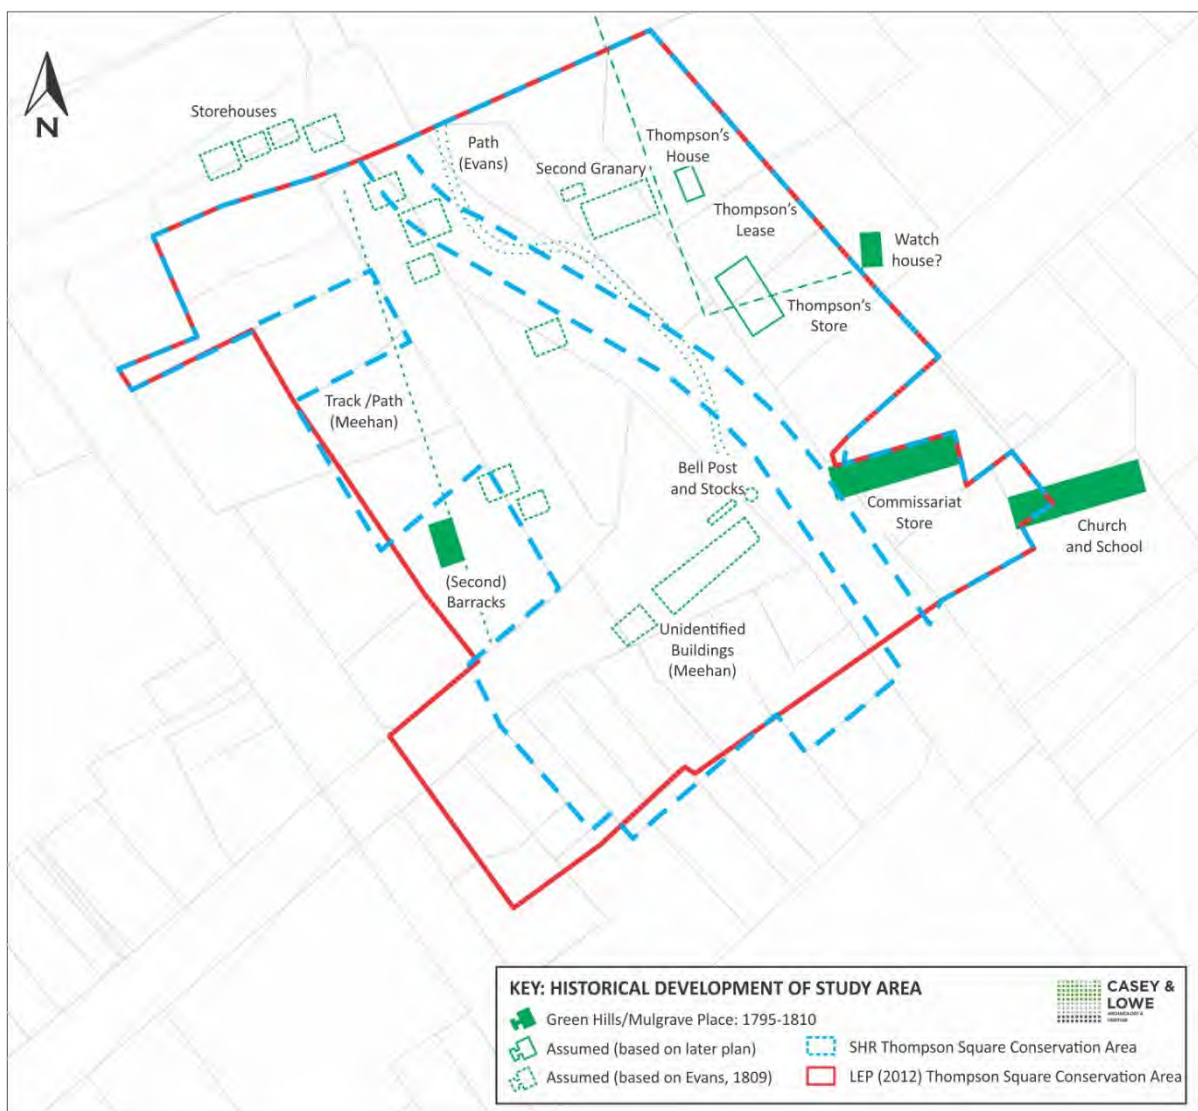 N
Storehouses
Path
(Evans)
Second Granary
Thompson's
House
Thompson's
Lease
Watch
house?
Thompson's
Store
Track /Path
(Meehan)
Bell Post
and Stocks
Commissariat
Store
Church
and School
(Second)
Barracks
Unidentified
Buildings
(Meehan)
KEY: HISTORICAL DEVELOPMENT OF STUDY AREA
CASEY &
LOWE
ARCHAEOLOGY &
HERITAGE
Green Hills/Mulgrave Place: 1795-1810
Assumed (based on later plan)
SHR Thompson Square Conservation Area
Assumed (based on Evans, 1809)
LEP (2012) Thompson Square Conservation Area